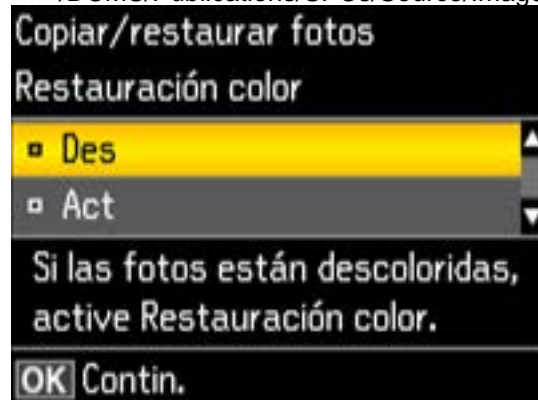 Copiar/restaurar fotos
Restauración color
Des
Act
Si las fotos están descoloridas,
active Restauración color.
OK Contin.